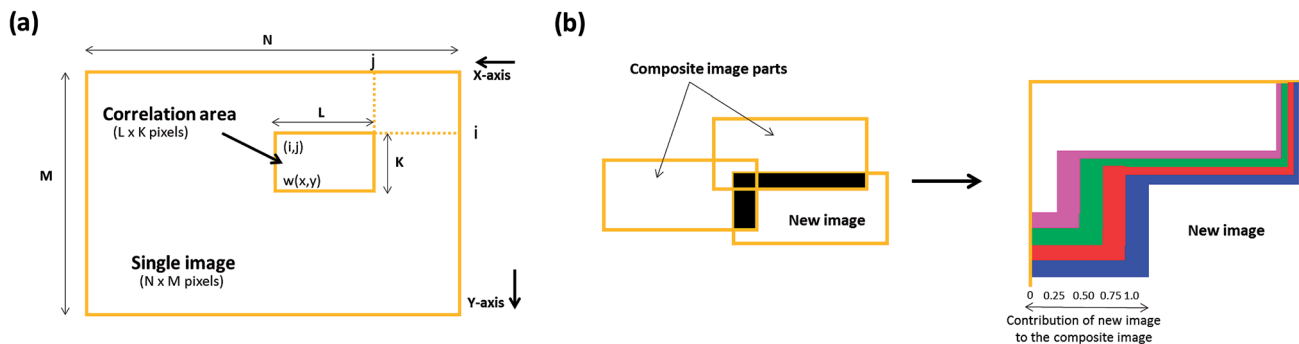 (a)
N
j
X-axis
Correlation area
(L x K pixels)
L
i
(i,j)
K
w(x,y)
M
Single image
(N x M pixels)
Y-axis
(b)
Composite image parts
New image
New image
0 0.25 0.50 0.75 1.0
Contribution of new image
to the composite image